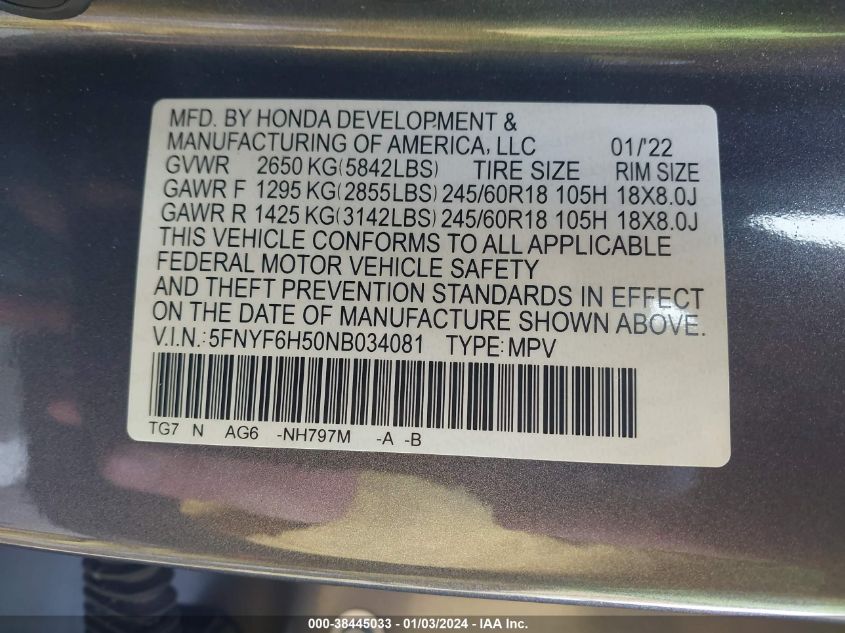 MFD. BY HONDA DEVELOPMENT &
MANUFACTURING OF AMERICA, LLC 01/'22
GVWR 2650 KG(5842LBS) TIRE SIZE RIM SIZE
GAWR F 1295 KG(2855LBS) 245/60R18 105H 18X8.0J
GAWR R 1425 KG(3142LBS) 245/60R18 105H 18X8.0J
THIS VEHICLE CONFORMS TO ALL APPLICABLE
FEDERAL MOTOR VEHICLE SAFETY
AND THEFT PREVENTION STANDARDS IN EFFECT
ON THE DATE OF MANUFACTURE SHOWN ABOVE.
V.I.N.: 5FNYF6H50NB034081 TYPE: MPV
TG7 N AG6 -NH797M -A -B
000-38445033 - 01/03/2024 - IAA Inc.